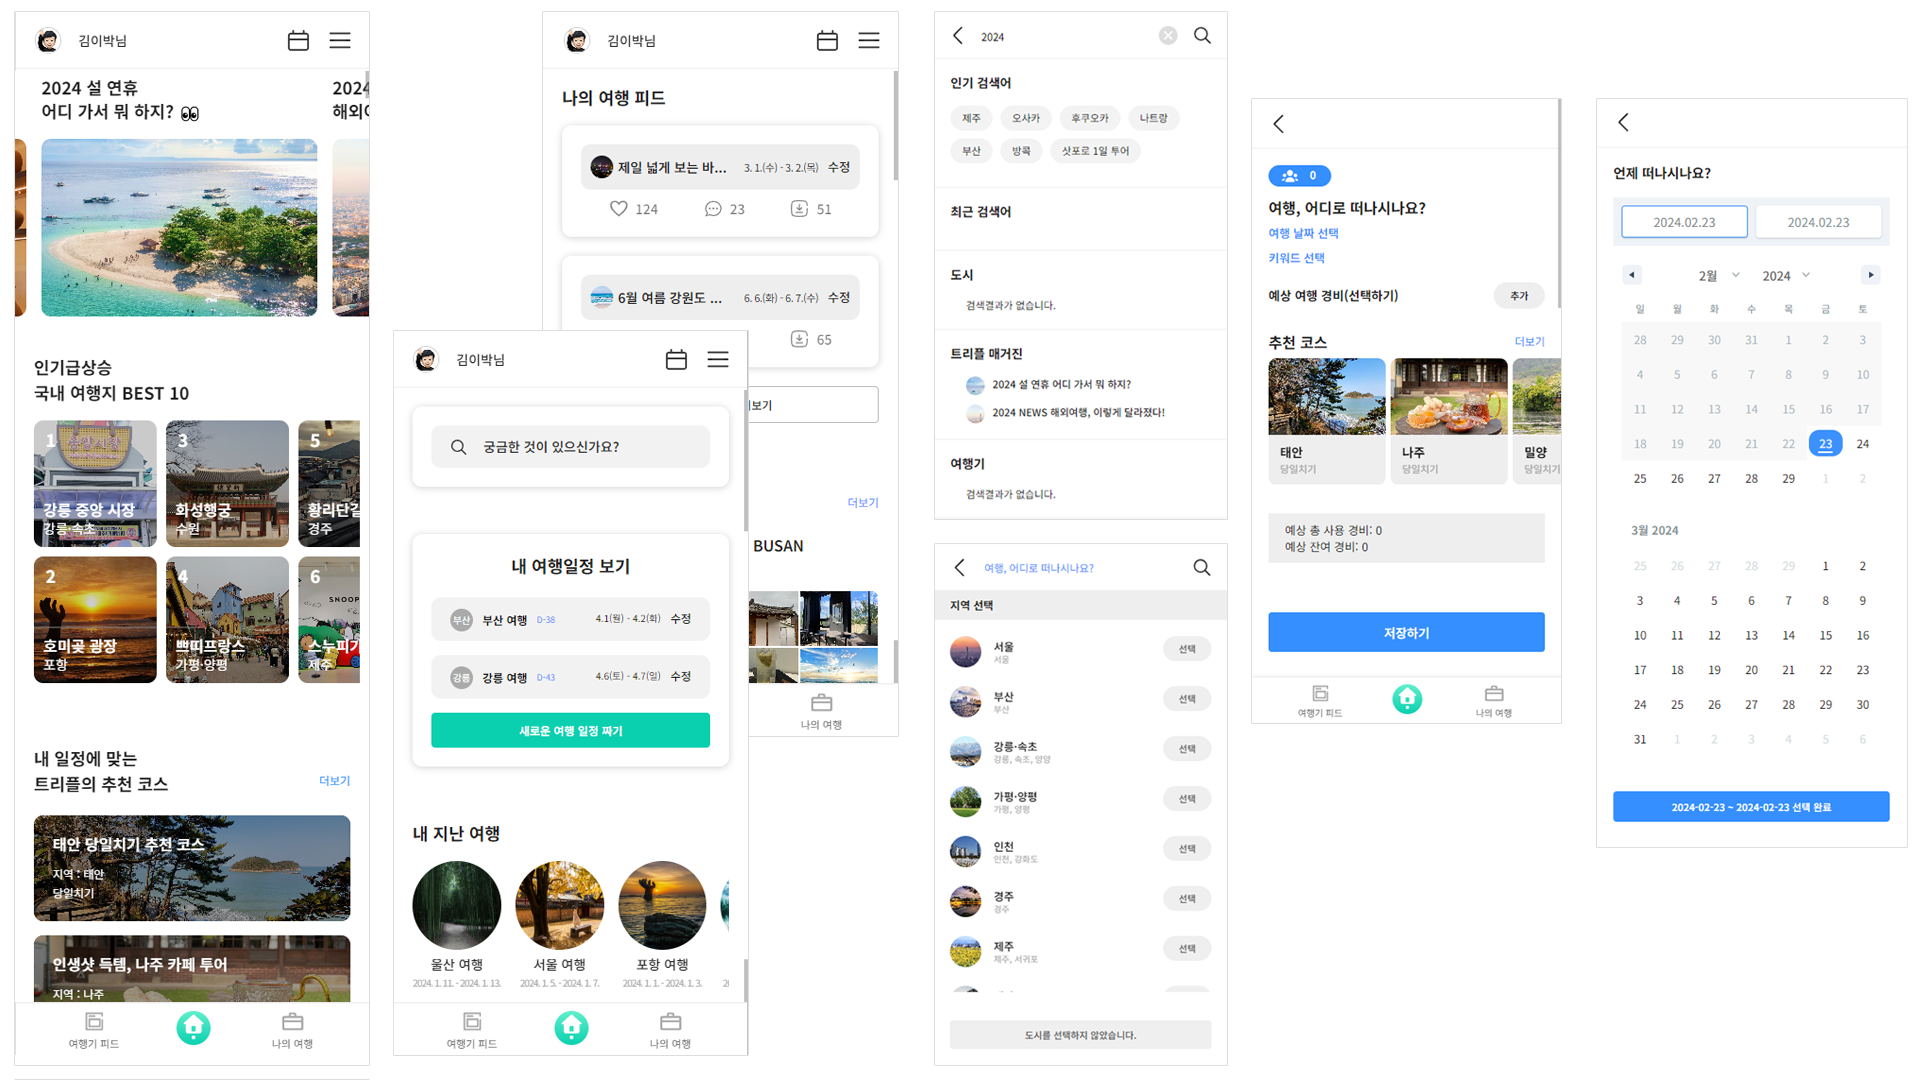 김이박님
2024 설 연휴
어디 가서 뭐 하지? 👀
2024
인기급상승
국내 여행지 BEST 10
1
강릉 중앙 시장
강릉·속초
3
화성행궁
수원
5
황리단길
경주
2
호미곶 광장
포항
4
쁘띠프랑스
가평·양평
6
SNOOP
제주
내 일정에 맞는
트리플의 추천 코스
더보기
태안 당일치기 추천 코스
지역 : 태안
당일치기
인생샷 득템, 나주 카페 투어
지역 : 나주
여행기 피드
나의 여행
김이박님
궁금한 것이 있으신가요?
내 여행일정 보기
부산 부산 여행 D-38 4.1(월) - 4.2(화) 수정
강릉 강릉 여행 D-43 4.6(토) - 4.7(일) 수정
새로운 여행 일정 짜기
내 지난 여행
울산 여행
2024. 1. 11. - 2024. 1. 13.
서울 여행
2024. 1. 5. - 2024. 1. 7.
포항 여행
2024. 1. 1. - 2024. 1. 3.
여행기 피드
나의 여행
김이박님
나의 여행 피드
제일 넓게 보는 바... 3. 1.(수) - 3. 2.(목) 수정
124 23 51
6월 여름 강원도 ... 6. 6.(화) - 6. 7.(수) 수정
65
보기
더보기
BUSAN
나의 여행
2024
인기 검색어
제주 오사카 후쿠오카 나트랑
부산 방콕 삿포로 1일 투어
최근 검색어
도시
검색결과가 없습니다.
트리플 매거진
2024 설 연휴 어디 가서 뭐 하지?
2024 NEWS 해외여행, 이렇게 달라졌다!
여행기
검색결과가 없습니다.
여행, 어디로 떠나시나요?
지역 선택
서울
서울
선택
부산
부산
선택
강릉·속초
강릉, 속초, 양양
선택
가평·양평
가평, 양평
선택
인천
인천, 강화도
선택
경주
경주
선택
제주
제주, 서귀포
선택
도시를 선택하지 않았습니다.
0
여행, 어디로 떠나시나요?
여행 날짜 선택
키워드 선택
예상 여행 경비(선택하기) 추가
추천 코스 더보기
태안
당일치기
나주
당일치기
밀양
당일치기
예상 총 사용 경비: 0
예상 잔여 경비: 0
저장하기
여행기 피드
나의 여행
언제 떠나시나요?
2024.02.23 2024.02.23
2월 2024
일 월 화 수 목 금 토
28 29 30 31 1 2 3
4 5 6 7 8 9 10
11 12 13 14 15 16 17
18 19 20 21 22 23 24
25 26 27 28 29 1 2
3월 2024
25 26 27 28 29 1 2
3 4 5 6 7 8 9
10 11 12 13 14 15 16
17 18 19 20 21 22 23
24 25 26 27 28 29 30
31 1 2 3 4 5 6
2024-02-23 ~ 2024-02-23 선택 완료